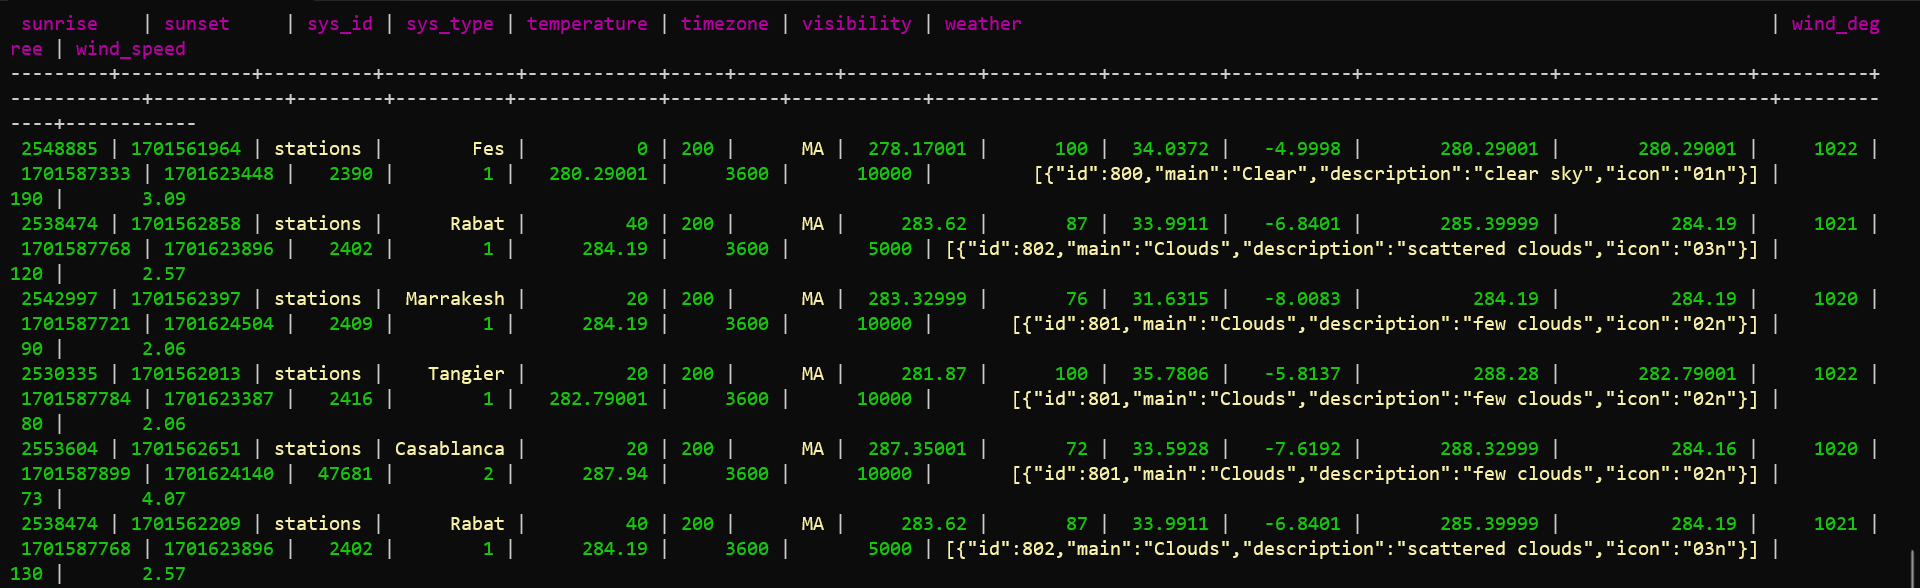 sunrise | sunset | sys_id | sys_type | temperature | timezone | visibility | weather | wind_deg
ree | wind_speed
---------+------------+----------+------------+------------+-----+---------+------------+----------+----------+-----------+-----------------+-----------------+----------+
------------+------------+--------+----------+-------------+----------+------------+----------------------------------------------------------------------------+---------
----+------------
2548885 | 1701561964 | stations | Fes | 0 | 200 | MA | 278.17001 | 100 | 34.0372 | -4.9998 | 280.29001 | 280.29001 | 1022 |
1701587333 | 1701623448 | 2390 | 1 | 280.29001 | 3600 | 10000 | [{"id":800,"main":"Clear","description":"clear sky","icon":"01n"}] |
190 | 3.09
2538474 | 1701562858 | stations | Rabat | 40 | 200 | MA | 283.62 | 87 | 33.9911 | -6.8401 | 285.39999 | 284.19 | 1021 |
1701587768 | 1701623896 | 2402 | 1 | 284.19 | 3600 | 5000 | [{"id":802,"main":"Clouds","description":"scattered clouds","icon":"03n"}] |
120 | 2.57
2542997 | 1701562397 | stations | Marrakesh | 20 | 200 | MA | 283.32999 | 76 | 31.6315 | -8.0083 | 284.19 | 284.19 | 1020 |
1701587721 | 1701624504 | 2409 | 1 | 284.19 | 3600 | 10000 | [{"id":801,"main":"Clouds","description":"few clouds","icon":"02n"}] |
90 | 2.06
2530335 | 1701562013 | stations | Tangier | 20 | 200 | MA | 281.87 | 100 | 35.7806 | -5.8137 | 288.28 | 282.79001 | 1022 |
1701587784 | 1701623387 | 2416 | 1 | 282.79001 | 3600 | 10000 | [{"id":801,"main":"Clouds","description":"few clouds","icon":"02n"}] |
80 | 2.06
2553604 | 1701562651 | stations | Casablanca | 20 | 200 | MA | 287.35001 | 72 | 33.5928 | -7.6192 | 288.32999 | 284.16 | 1020 |
1701587899 | 1701624140 | 47681 | 2 | 287.94 | 3600 | 10000 | [{"id":801,"main":"Clouds","description":"few clouds","icon":"02n"}] |
73 | 4.07
2538474 | 1701562209 | stations | Rabat | 40 | 200 | MA | 283.62 | 87 | 33.9911 | -6.8401 | 285.39999 | 284.19 | 1021 |
1701587768 | 1701623896 | 2402 | 1 | 284.19 | 3600 | 5000 | [{"id":802,"main":"Clouds","description":"scattered clouds","icon":"03n"}] |
130 | 2.57